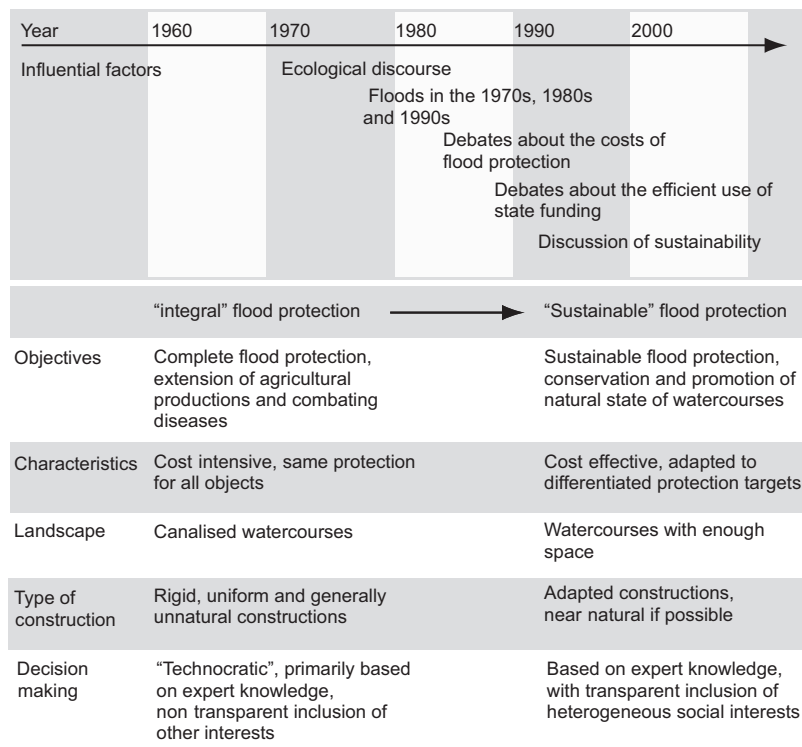 Year 1960 1970 1980 1990 2000
Influential factors
Ecological discourse
Floods in the 1970s, 1980s
and 1990s
Debates about the costs of
flood protection
Debates about the efficient use of
state funding
Discussion of sustainability
“integral” flood protection
“Sustainable” flood protection
Objectives
Complete flood protection,
extension of agricultural
productions and combating
diseases
Sustainable flood protection,
conservation and promotion of
natural state of watercourses
Characteristics
Cost intensive, same protection
for all objects
Cost effective, adapted to
differentiated protection targets
Landscape
Canalised watercourses
Watercourses with enough
space
Type of
construction
Rigid, uniform and generally
unnatural constructions
Adapted constructions,
near natural if possible
Decision
making
“Technocratic”, primarily based
on expert knowledge,
non transparent inclusion of
other interests
Based on expert knowledge,
with transparent inclusion of
heterogeneous social interests